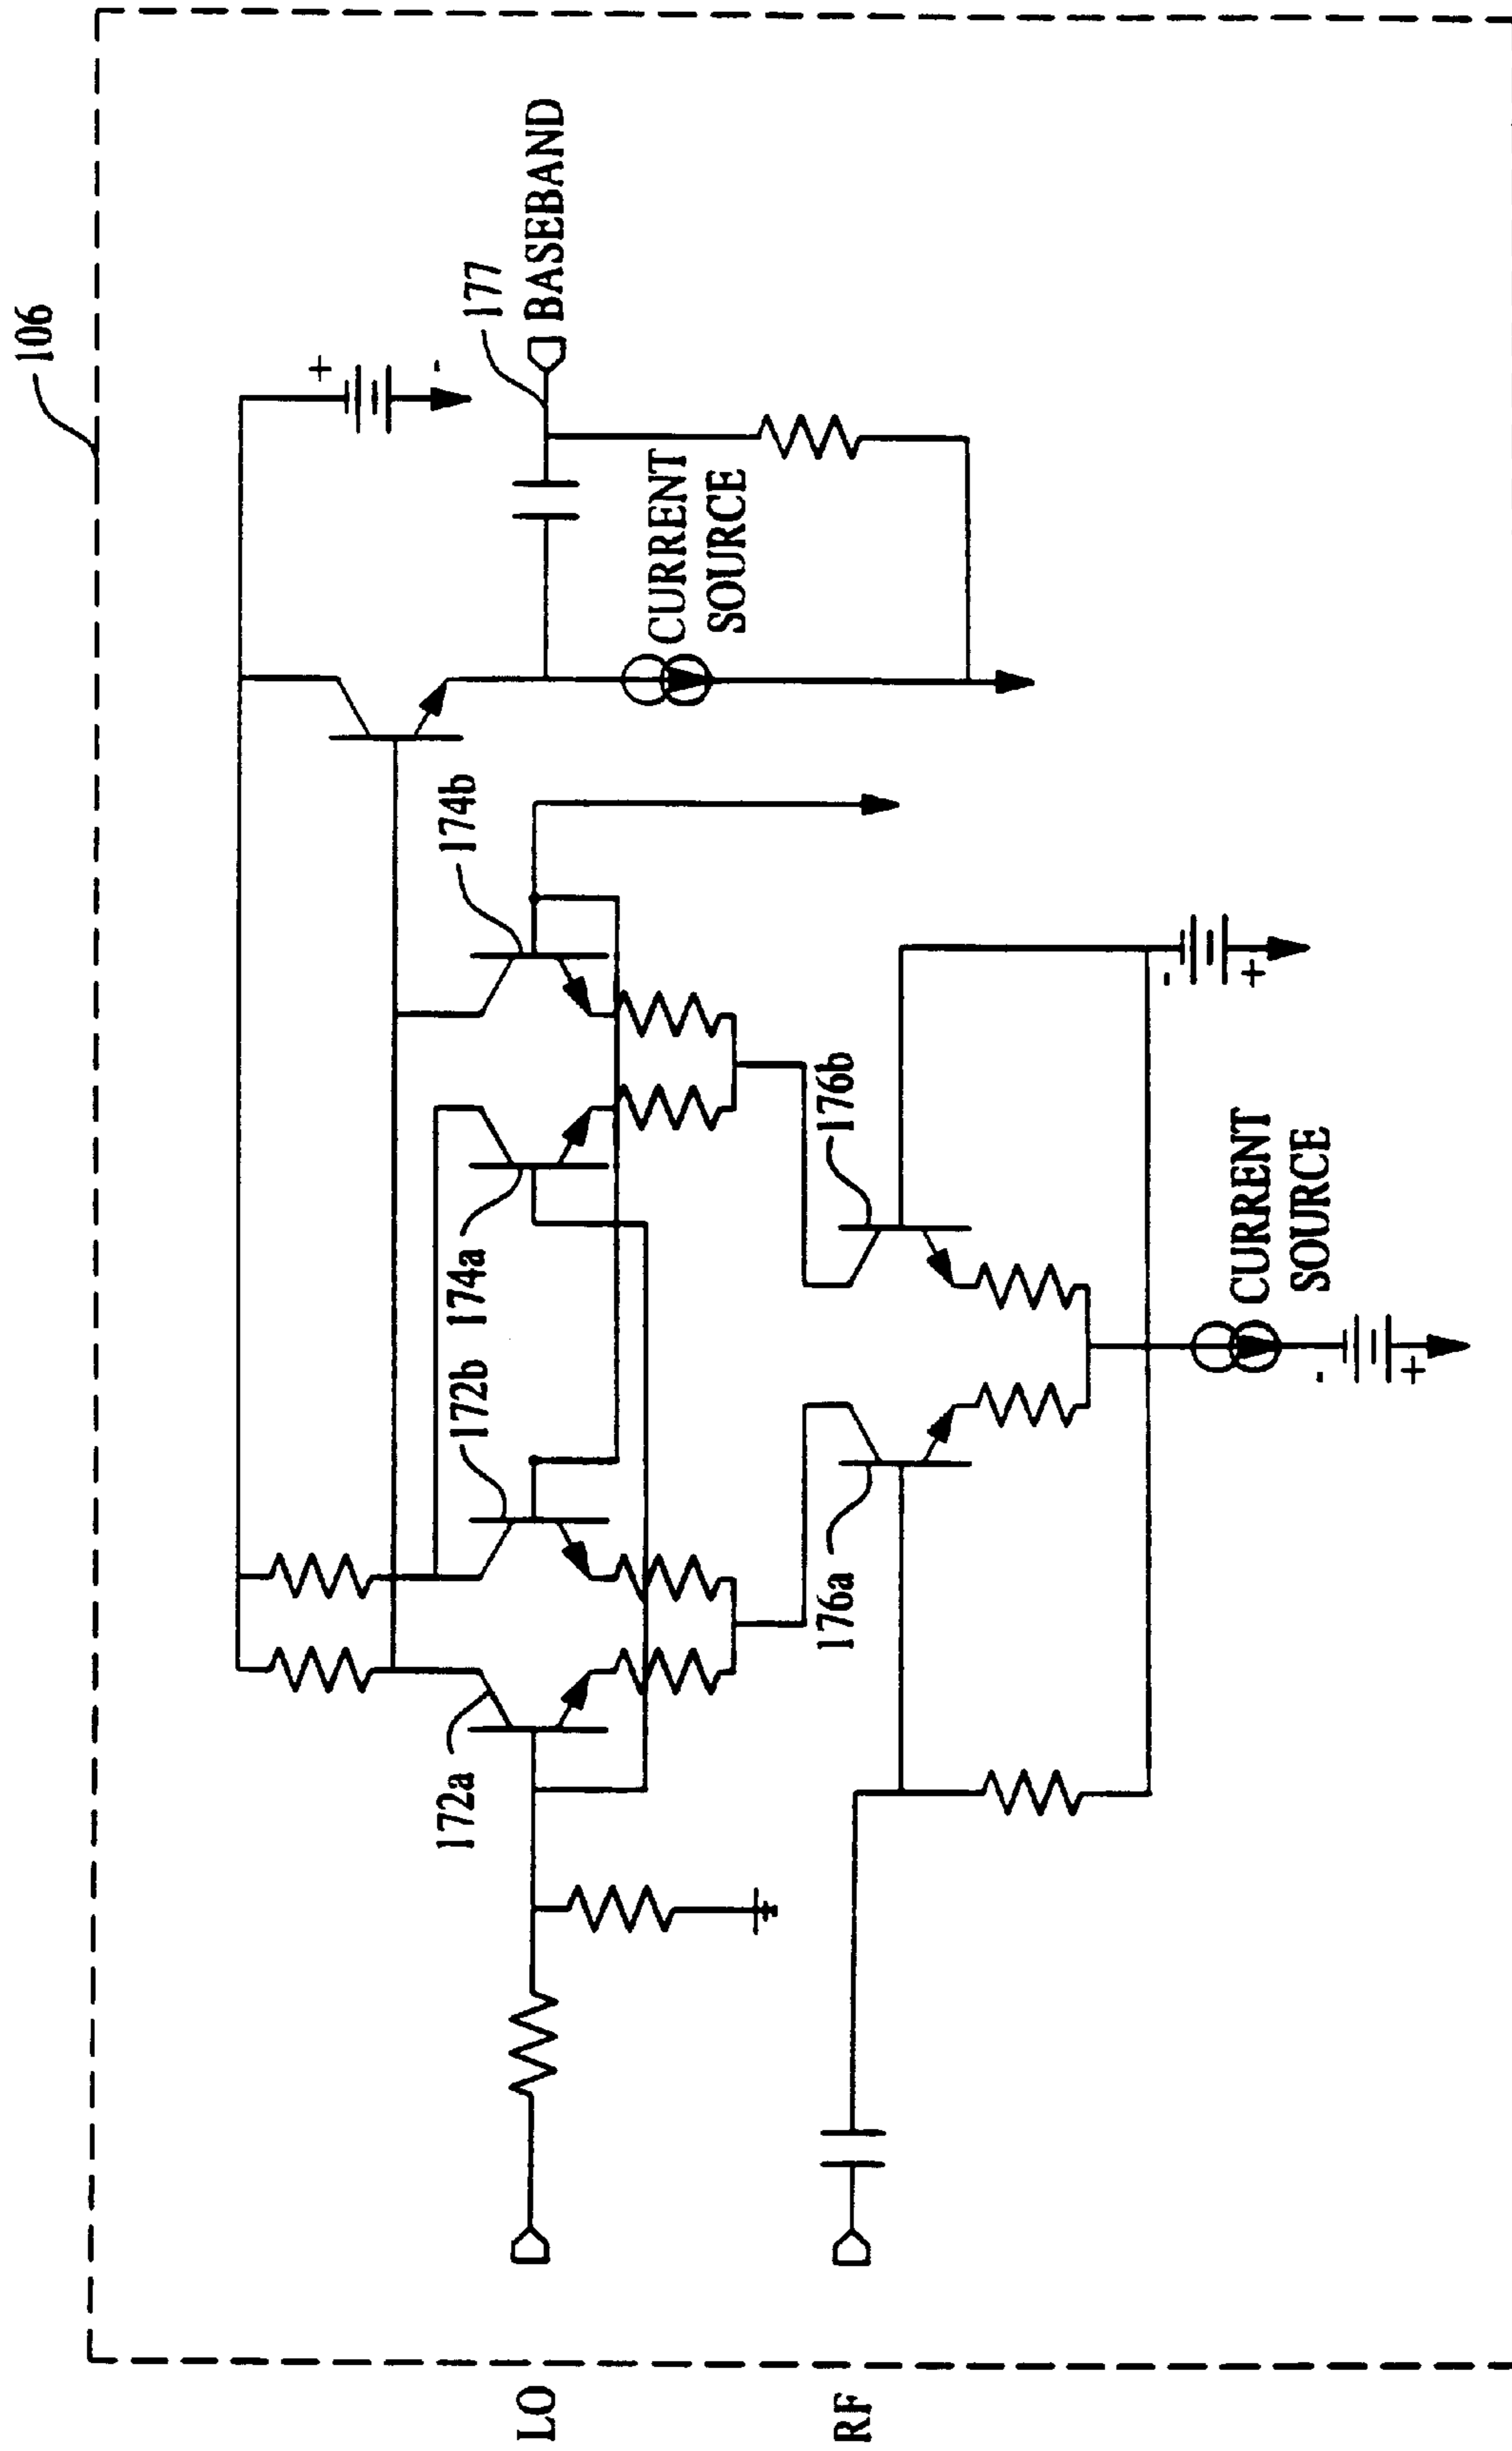 106
177
BASEBAND
CURRENT
SOURCE
174b
174a
172b
172a
176b
176a
CURRENT
SOURCE
LO
RF
+
-
-
+
-
+